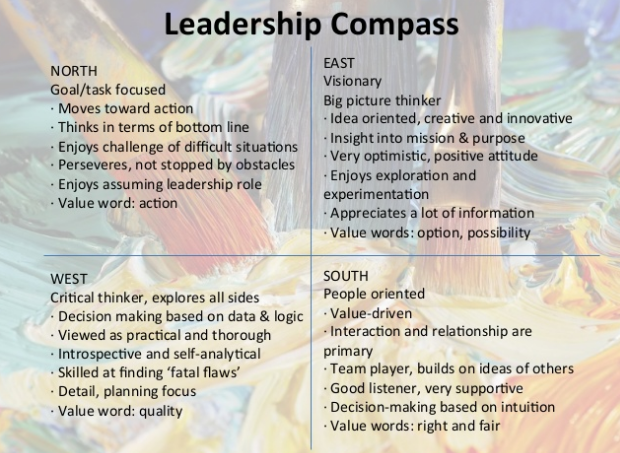 Leadership Compass
NORTH
Goal/task focused
· Moves toward action
· Thinks in terms of bottom line
· Enjoys challenge of difficult situations
· Perseveres, not stopped by obstacles
· Enjoys assuming leadership role
· Value word: action
EAST
Visionary
Big picture thinker
· Idea oriented, creative and innovative
· Insight into mission & purpose
· Very optimistic, positive attitude
· Enjoys exploration and
experimentation
· Appreciates a lot of information
· Value words: option, possibility
WEST
Critical thinker, explores all sides
· Decision making based on data & logic
· Viewed as practical and thorough
· Introspective and self-analytical
· Skilled at finding ‘fatal flaws’
· Detail, planning focus
· Value word: quality
SOUTH
People oriented
· Value-driven
· Interaction and relationship are
primary
· Team player, builds on ideas of others
· Good listener, very supportive
· Decision-making based on intuition
· Value words: right and fair